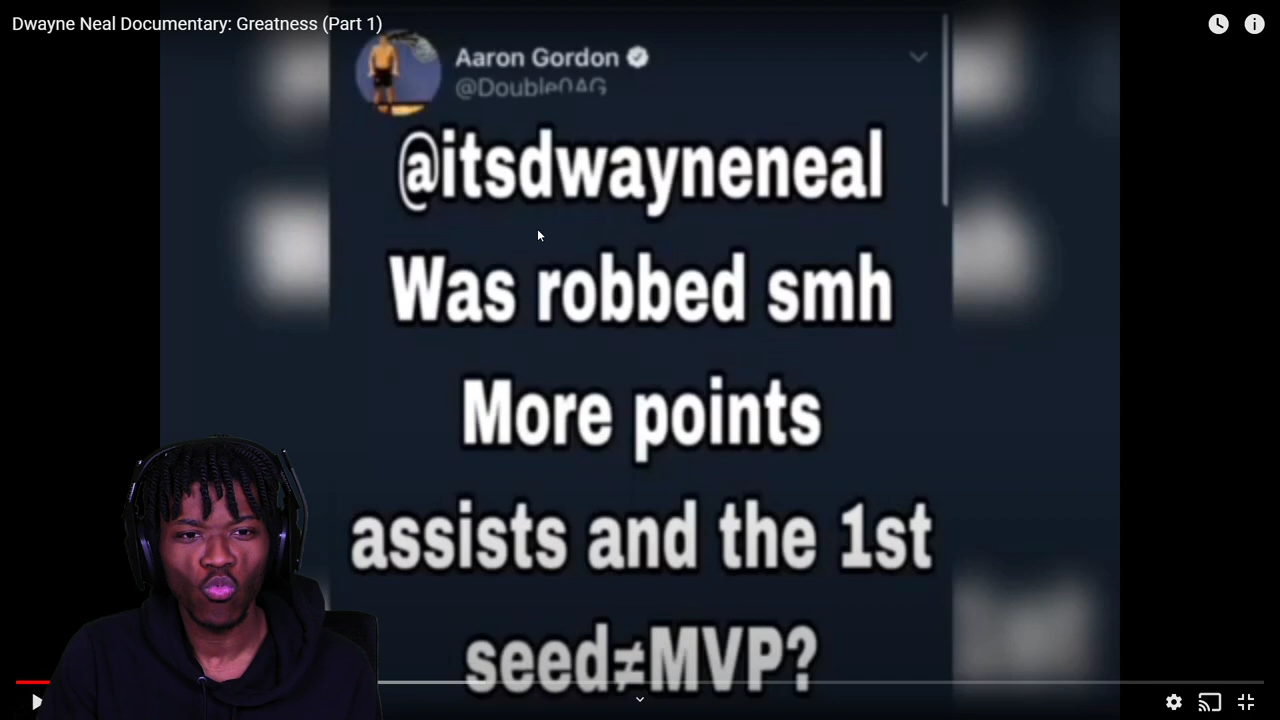 Dwayne Neal Documentary: Greatness (Part 1)
Aaron Gordon
@Double0AG
@itsdwayneneal
Was robbed smh
More points
assists and the 1st
seed≠MVP?